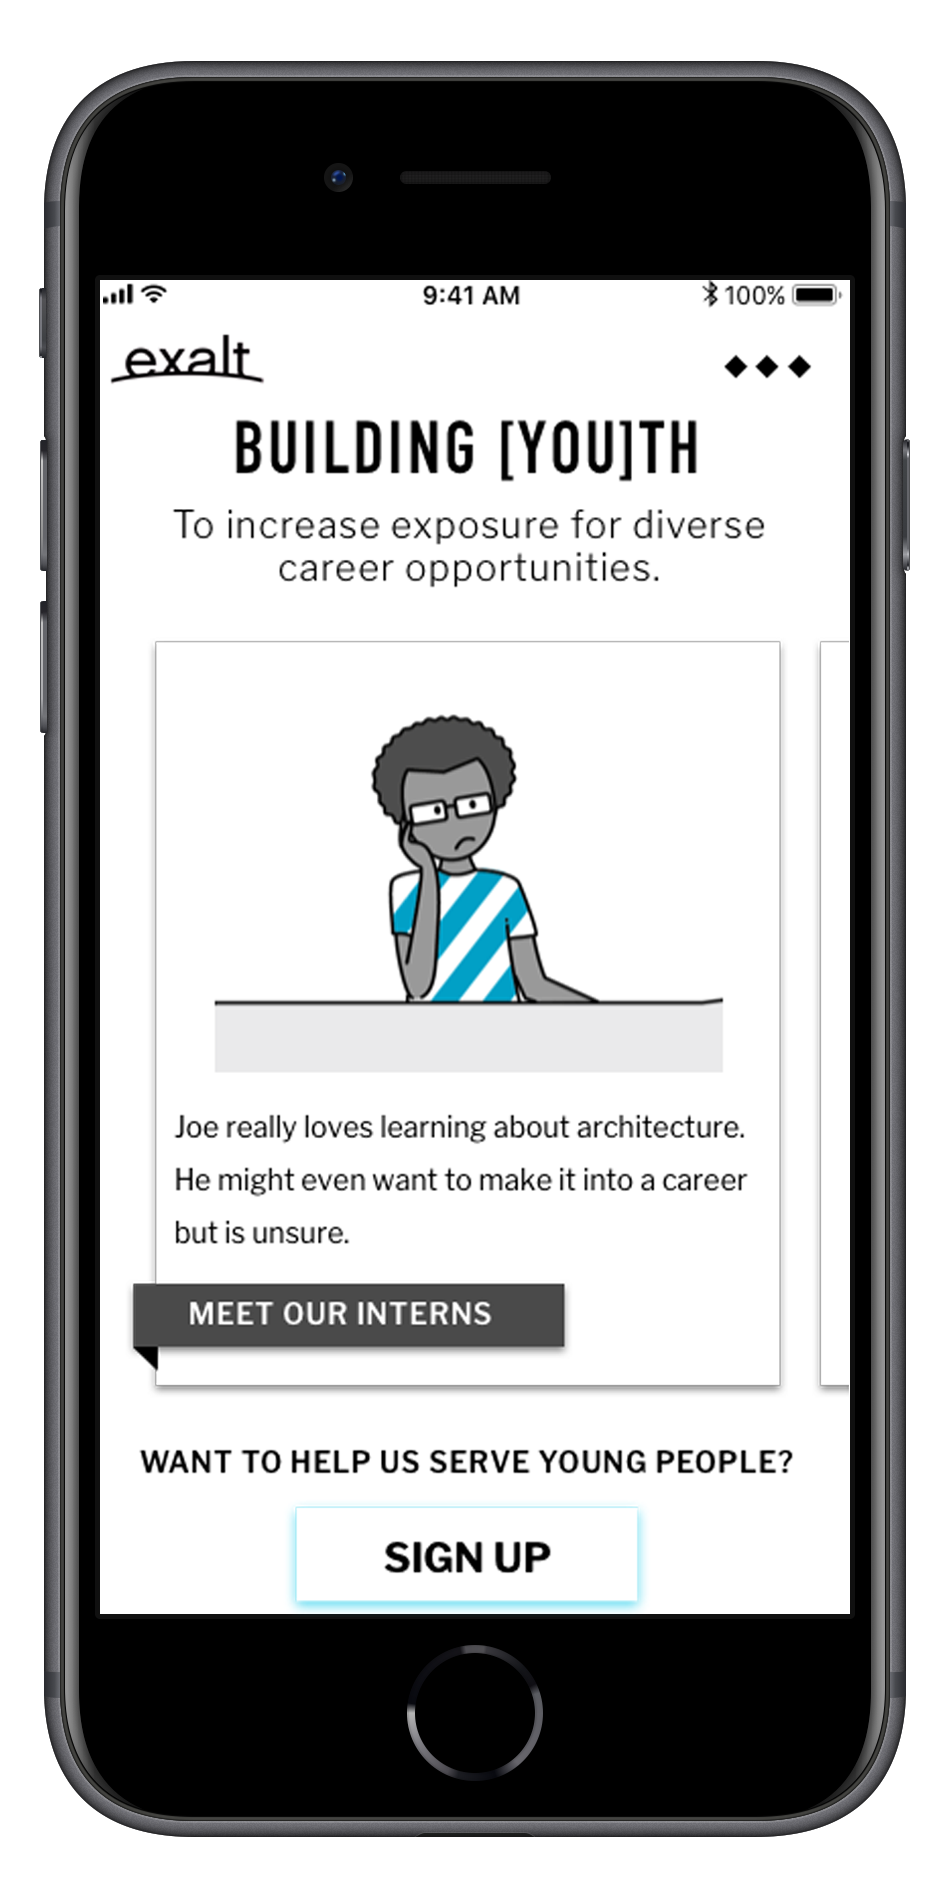 9:41 AM
100%
exalt
BUILDING [YOU]TH
To increase exposure for diverse
career opportunities.
Joe really loves learning about architecture.
He might even want to make it into a career
but is unsure.
MEET OUR INTERNS
WANT TO HELP US SERVE YOUNG PEOPLE?
SIGN UP